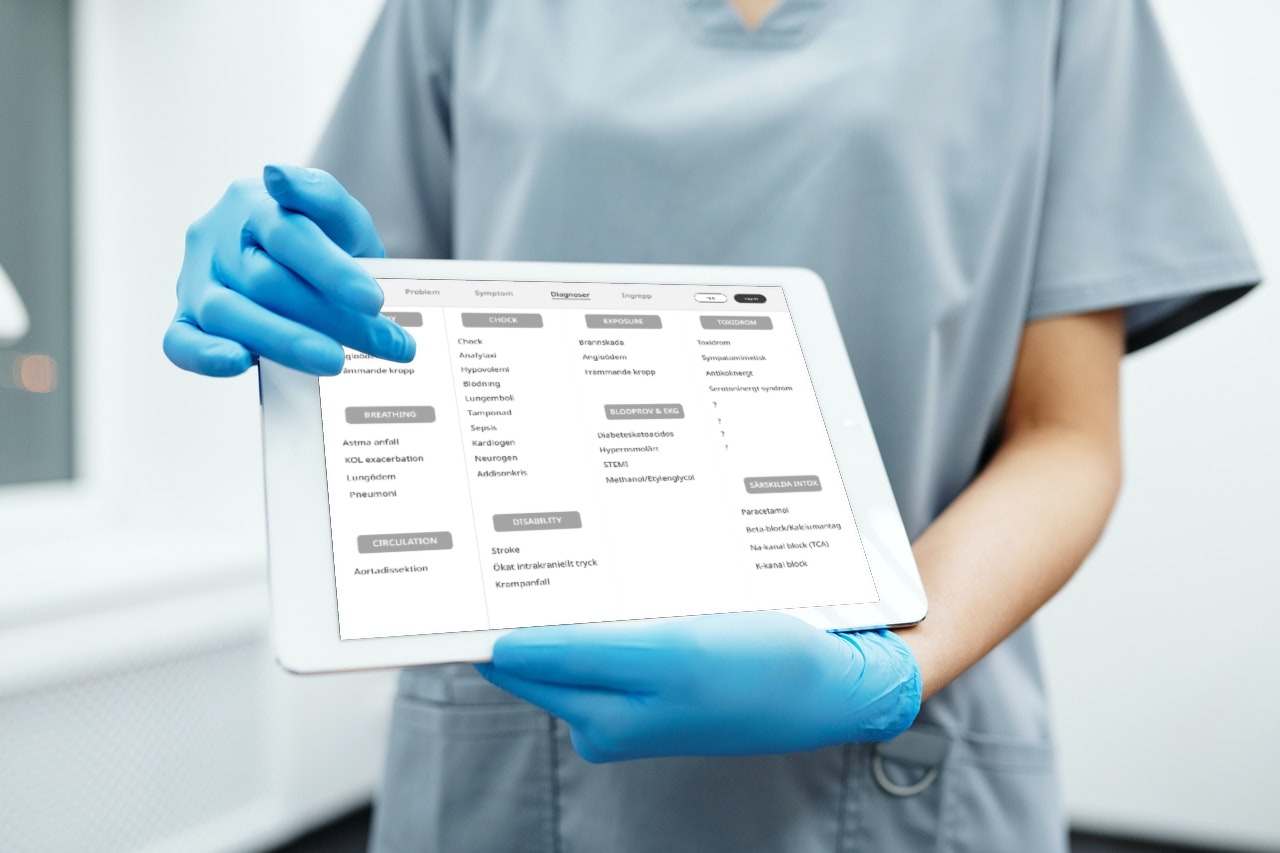 Problem Symptom Diagnoser Ingrepp
främmande kropp
BREATHING
Astma anfall
KOL exacerbation
Lungödem
Pneumoni
CIRCULATION
Aortadissektion
CHOCK
Chock
Anafylaxi
Hypovolemi
Blödning
Lungemboli
Tamponad
Sepsis
Kardiogen
Neurogen
Addisonkris
DISABILITY
Stroke
Ökat intrakraniellt tryck
Krampanfall
EXPOSURE
Brännskada
Angioödem
Främmande kropp
BLODPROV & EKG
Diabetesketoacidos
Hyperosmolärt
STEMI
Methanol/Etylenglycol
TOXIDROM
Toxidrom
Sympatomimetisk
Antikolinergt
Serotoninergt syndrom
?
?
?
?
SÄRSKILDA INTOX
Paracetamol
Beta-block/Kalciumantag
Na-kanal block (TCA)
K-kanal block